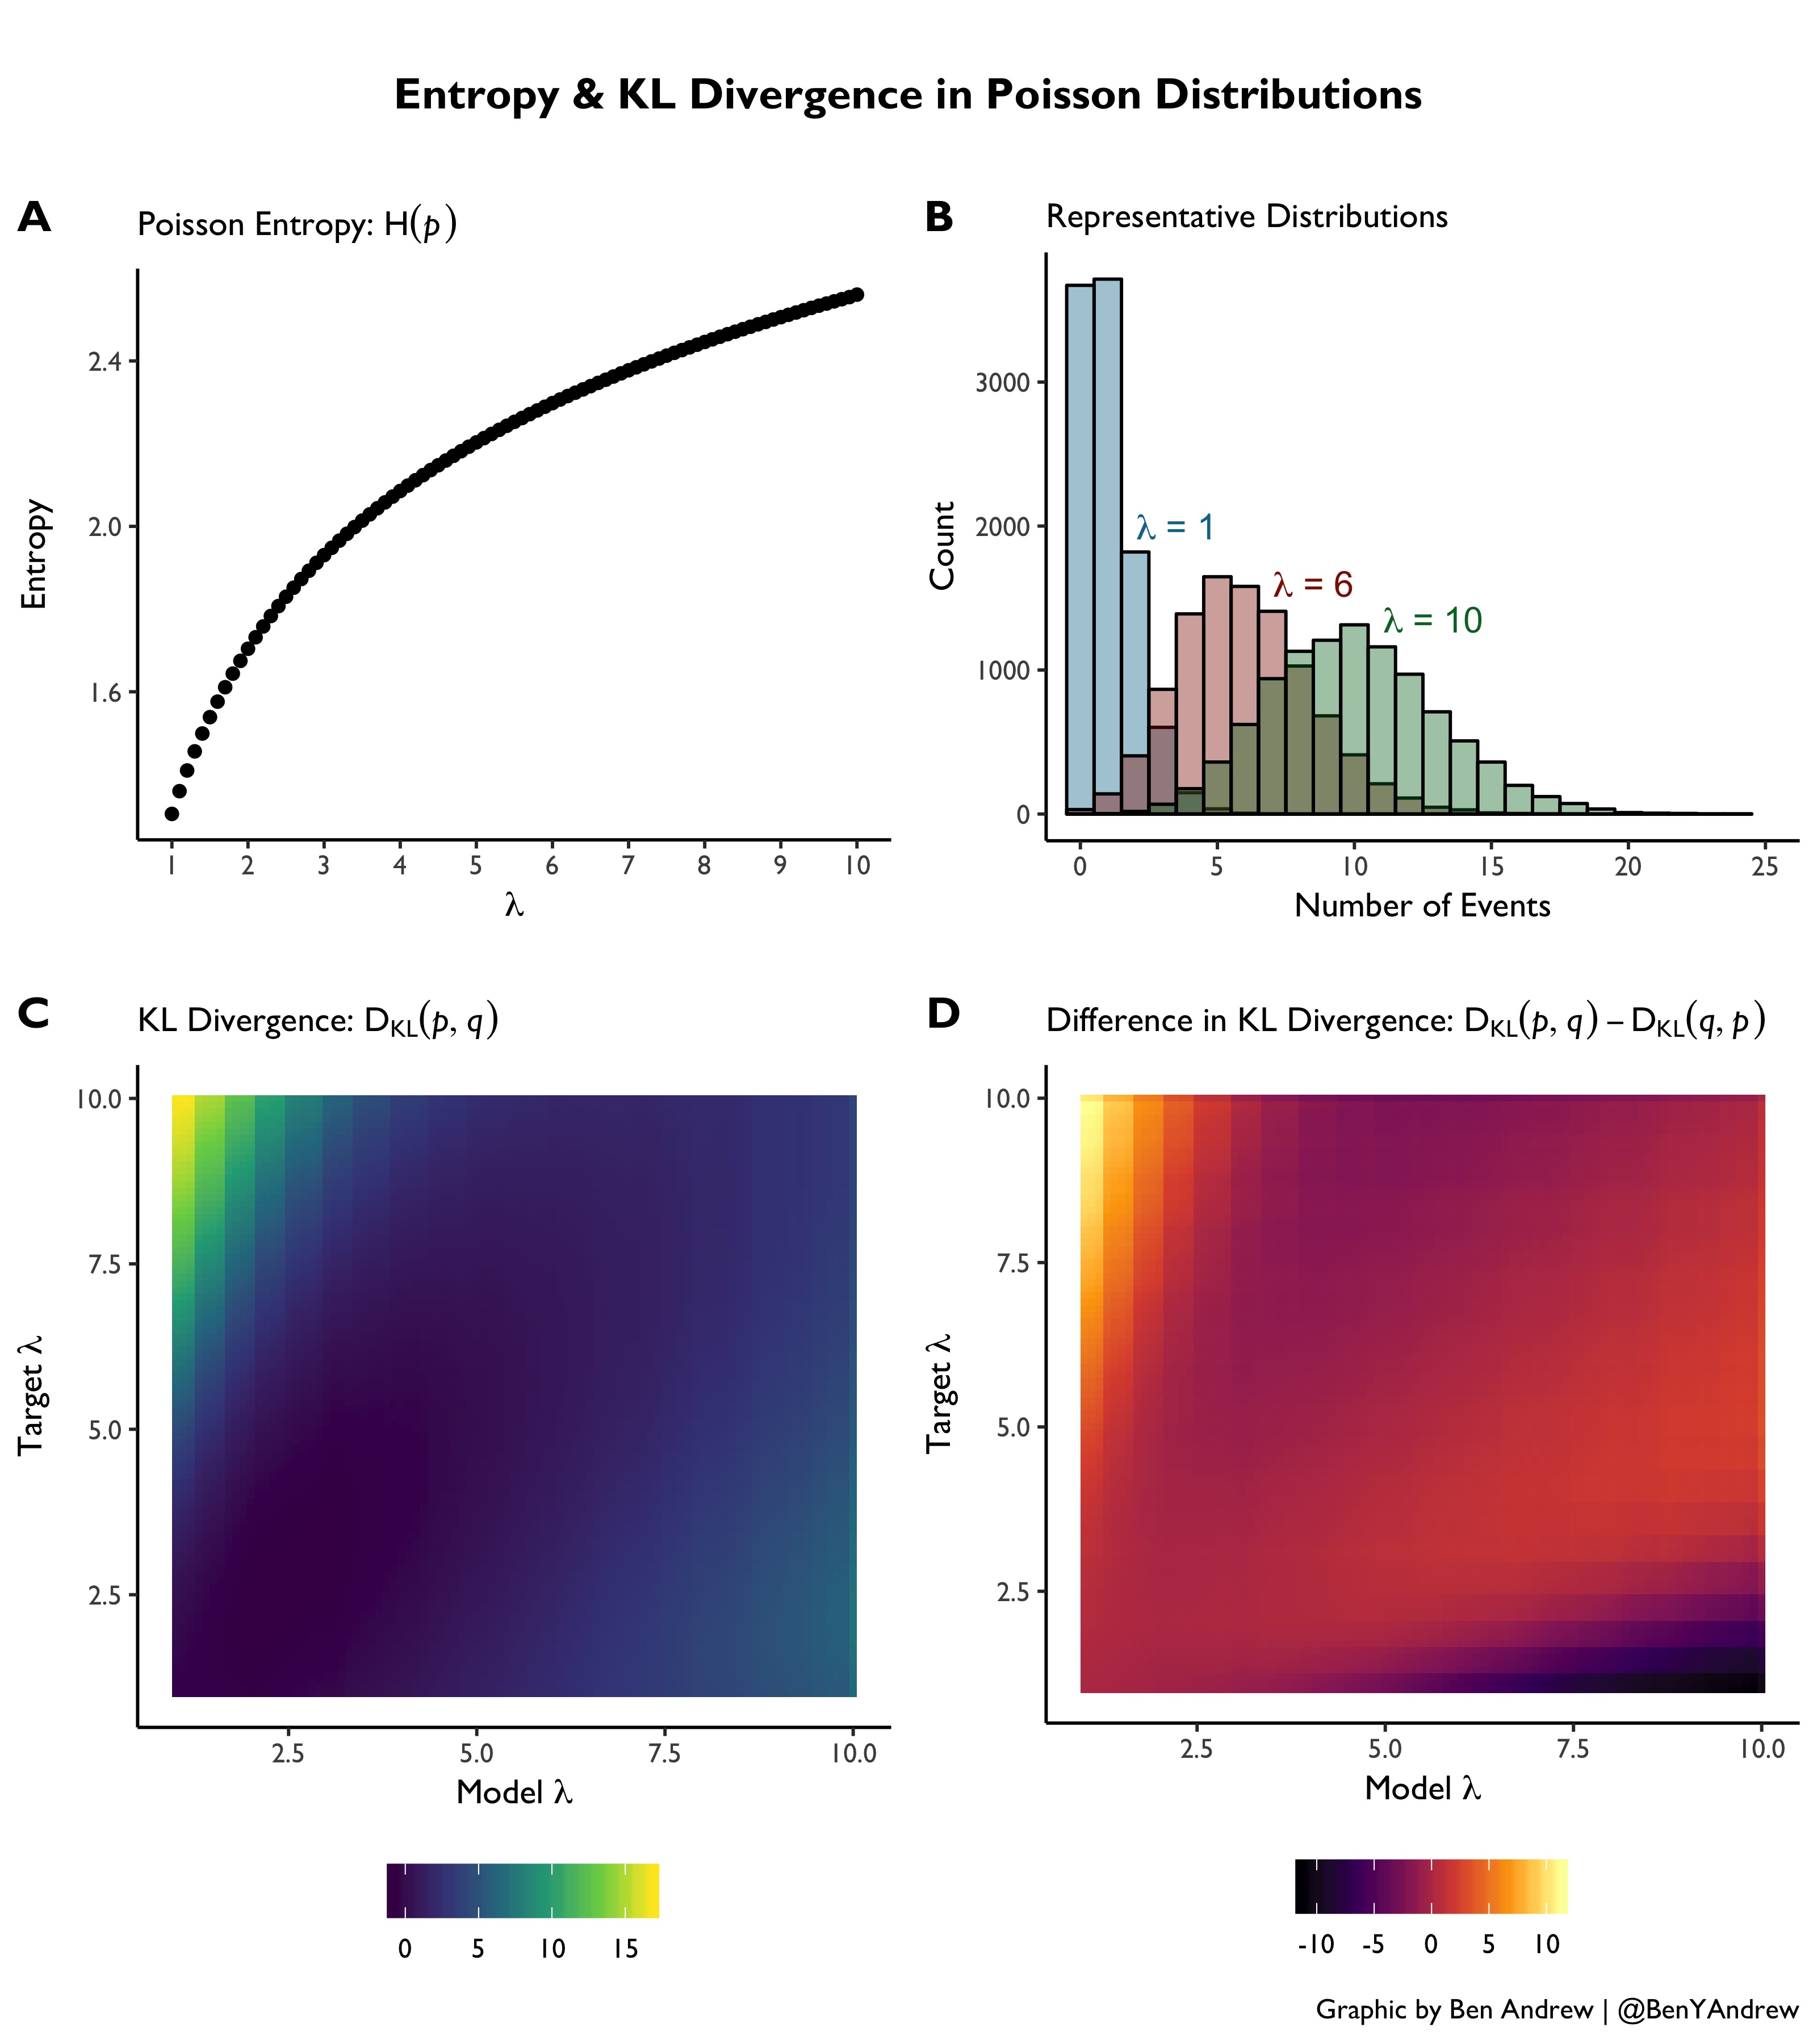 Entropy & KL Divergence in Poisson Distributions
A
Poisson Entropy: H(p)
Entropy
2.4
2.0
1.6
1 2 3 4 5 6 7 8 9 10
λ
B
Representative Distributions
Count
3000
2000
1000
0
λ = 1
λ = 6
λ = 10
0 5 10 15 20 25
Number of Events
C
KL Divergence: D_KL(p, q)
Target λ
10.0
7.5
5.0
2.5
2.5 5.0 7.5 10.0
Model λ
0 5 10 15
D
Difference in KL Divergence: D_KL(p, q) – D_KL(q, p)
Target λ
10.0
7.5
5.0
2.5
2.5 5.0 7.5 10.0
Model λ
-10 -5 0 5 10
Graphic by Ben Andrew | @BenYAndrew